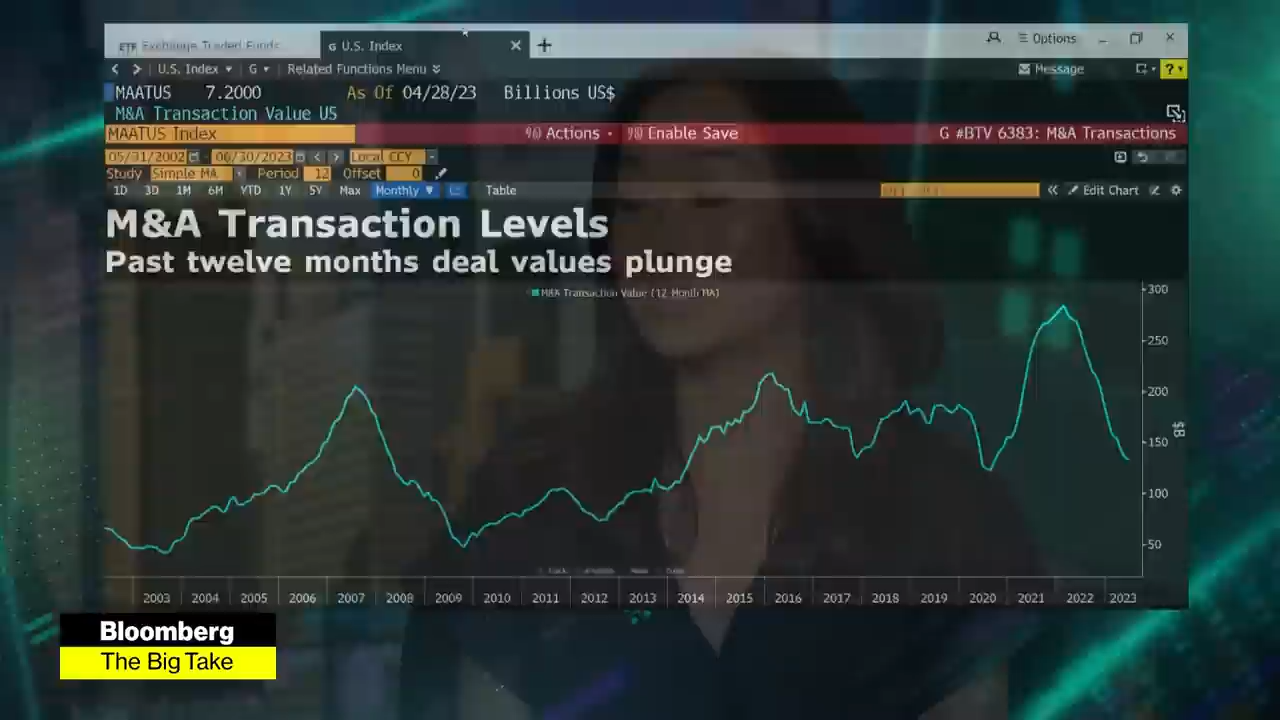 ETF Exchange Traded Funds
G U.S. Index
Options
U.S. Index G Related Functions Menu
Message
?
MAATUS 7.2000 As Of 04/28/23 Billions US$
M&A Transaction Value US
MAATUS Index
Actions
Enable Save
G #BTV 6383: M&A Transactions
05/31/2002 - 06/30/2023 Local CCY
Study Simple MA Period 12 Offset 0
1D 3D 1M 6M YTD 1Y 5Y Max Monthly ▼ Table
« Edit Chart
M&A Transaction Levels
Past twelve months deal values plunge
M&A Transaction Value (12 Month MA)
300
250
200
150
100
50
$B
2003 2004 2005 2006 2007 2008 2009 2010 2011 2012 2013 2014 2015 2016 2017 2018 2019 2020 2021 2022 2023
Bloomberg
The Big Take